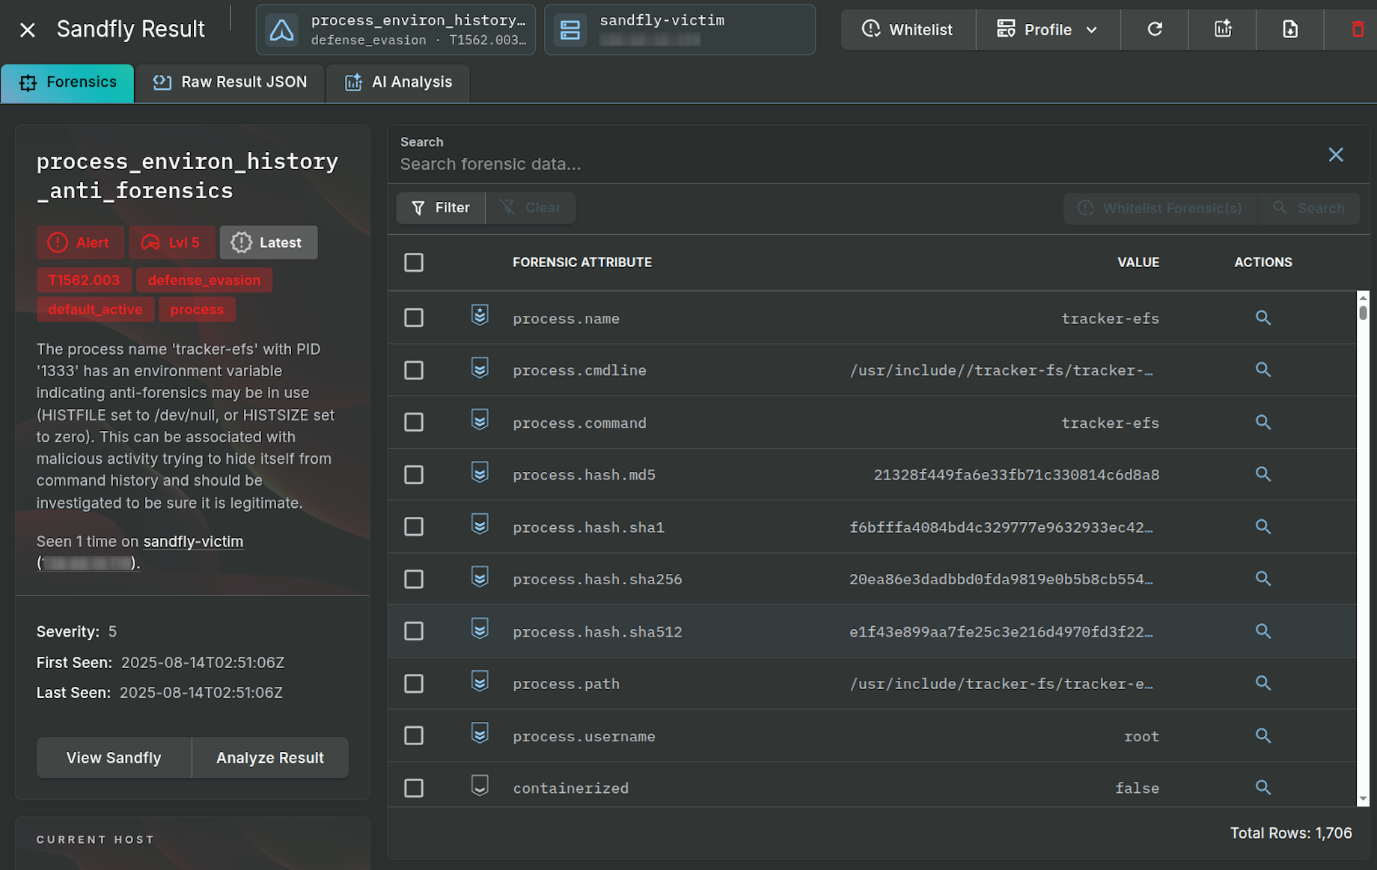 Sandfly Result
process_environ_history…
defense_evasion · T1562.003…
sandfly-victim
Whitelist
Profile
Forensics
Raw Result JSON
AI Analysis
process_environ_history
_anti_forensics
Alert
Lvl 5
Latest
T1562.003
defense_evasion
default_active
process
The process name 'tracker-efs' with PID
'1333' has an environment variable
indicating anti-forensics may be in use
(HISTFILE set to /dev/null, or HISTSIZE set
to zero). This can be associated with
malicious activity trying to hide itself from
command history and should be
investigated to be sure it is legitimate.
Seen 1 time on sandfly-victim
( ).
Severity: 5
First Seen: 2025-08-14T02:51:06Z
Last Seen: 2025-08-14T02:51:06Z
View Sandfly
Analyze Result
CURRENT HOST
Search
Search forensic data...
Filter
Clear
Whitelist Forensic(s)
Search
FORENSIC ATTRIBUTE VALUE ACTIONS
process.name tracker-efs
process.cmdline /usr/include//tracker-fs/tracker-…
process.command tracker-efs
process.hash.md5 21328f449fa6e33fb71c330814c6d8a8
process.hash.sha1 f6bfffa4084bd4c329777e9632933ec42…
process.hash.sha256 20ea86e3dadbbd0fda9819e0b5b8cb554…
process.hash.sha512 e1f43e899aa7fe25c3e216d4970fd3f22…
process.path /usr/include/tracker-fs/tracker-e…
process.username root
containerized false
Total Rows: 1,706